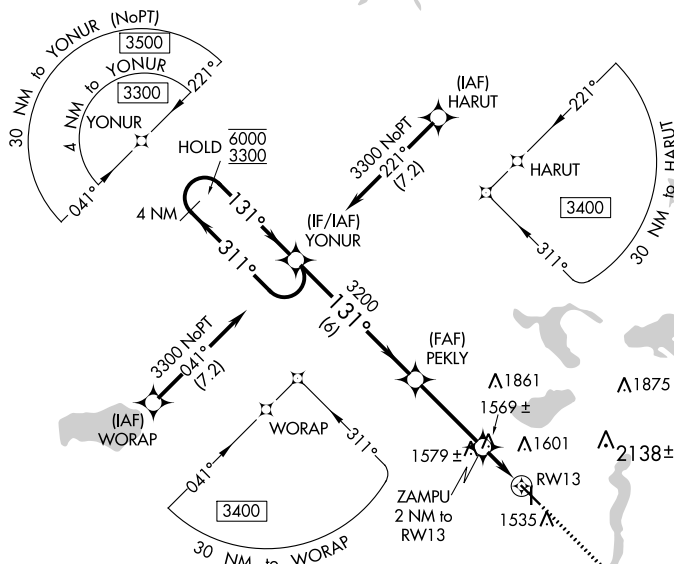 30 NM to YONUR (NoPT)
3500
4 NM to YONUR
3300
YONUR
221°
041°
HOLD 6000
3300
4 NM
131°
311°
(IF/IAF)
YONUR
(IAF)
HARUT
3300 NoPT
221°
(7.2)
221°
HARUT
3400
311°
30 NM to HARUT
3200
131°
(6)
(FAF)
PEKLY
3300 NoPT
041°
(7.2)
(IAF)
WORAP
WORAP
041°
311°
3400
30 NM to WORAP
1861
1875
1569 ±
1579 ±
1601
2138 ±
ZAMPU
2 NM to
RW13
RW13
1535